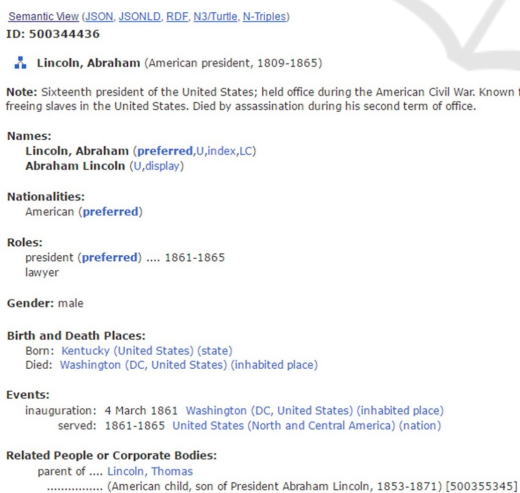 Semantic View (JSON, JSONLD, RDF, N3/Turtle, N-Triples)
ID: 500344436
Lincoln, Abraham (American president, 1809-1865)
Note: Sixteenth president of the United States; held office during the American Civil War. Known f
freeing slaves in the United States. Died by assassination during his second term of office.
Names:
Lincoln, Abraham (preferred,U,index,LC)
Abraham Lincoln (U,display)
Nationalities:
American (preferred)
Roles:
president (preferred) .... 1861-1865
lawyer
Gender: male
Birth and Death Places:
Born: Kentucky (United States) (state)
Died: Washington (DC, United States) (inhabited place)
Events:
inauguration: 4 March 1861 Washington (DC, United States) (inhabited place)
served: 1861-1865 United States (North and Central America) (nation)
Related People or Corporate Bodies:
parent of .... Lincoln, Thomas
................ (American child, son of President Abraham Lincoln, 1853-1871) [500355345]